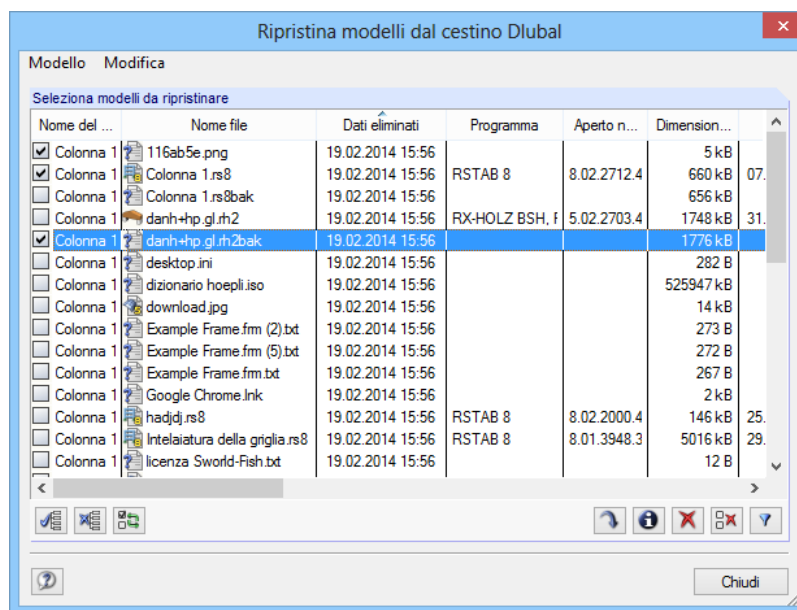 Ripristina modelli dal cestino Dlubal
Modello Modifica
Seleziona modelli da ripristinare
Nome del ... Nome file Dati eliminati Programma Aperto n... Dimension...
Colonna 1 116ab5e.png 19.02.2014 15:56 5 kB
Colonna 1 Colonna 1.rs8 19.02.2014 15:56 RSTAB 8 8.02.2712.4 660 kB 07.
Colonna 1 Colonna 1.rs8bak 19.02.2014 15:56 656 kB
Colonna 1 danh+hp.gl.rh2 19.02.2014 15:56 RX-HOLZ BSH, 5.02.2703.4 1748 kB 31.
Colonna 1 danh+hp.gl.rh2bak 19.02.2014 15:56 1776 kB
Colonna 1 desktop.ini 19.02.2014 15:56 282 B
Colonna 1 dizionario hoepli.iso 19.02.2014 15:56 525947 kB
Colonna 1 download.jpg 19.02.2014 15:56 14 kB
Colonna 1 Example Frame.frm (2).txt 19.02.2014 15:56 273 B
Colonna 1 Example Frame.frm (5).txt 19.02.2014 15:56 272 B
Colonna 1 Example Frame.frm.txt 19.02.2014 15:56 267 B
Colonna 1 Google Chrome.lnk 19.02.2014 15:56 2 kB
Colonna 1 hadjdj.rs8 19.02.2014 15:56 RSTAB 8 8.02.2000.4 146 kB 25.
Colonna 1 Intelaiatura della griglia.rs8 19.02.2014 15:56 RSTAB 8 8.01.3948.3 5016 kB 29.
Colonna 1 licenza Sworld-Fish.txt 19.02.2014 15:56 12 B
Chiudi